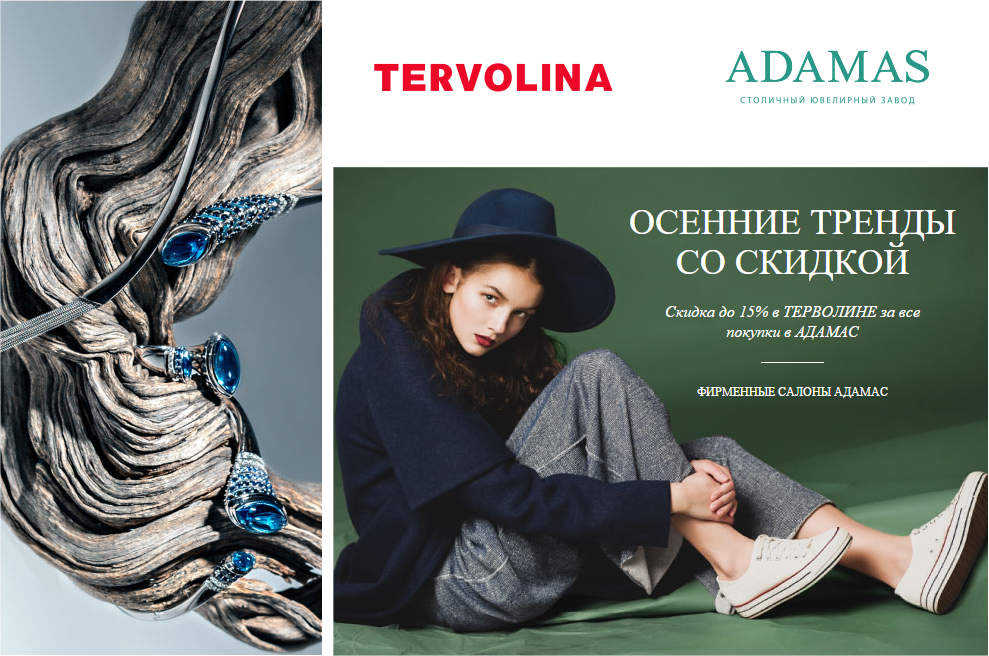 TERVOLINA
ADAMAS
СТОЛИЧНЫЙ ЮВЕЛИРНЫЙ ЗАВОД
ОСЕННИЕ ТРЕНДЫ
СО СКИДКОЙ
Скидка до 15% в ТЕРВОЛИНЕ за все
покупки в АДАМАС
ФИРМЕННЫЕ САЛОНЫ АДАМАС